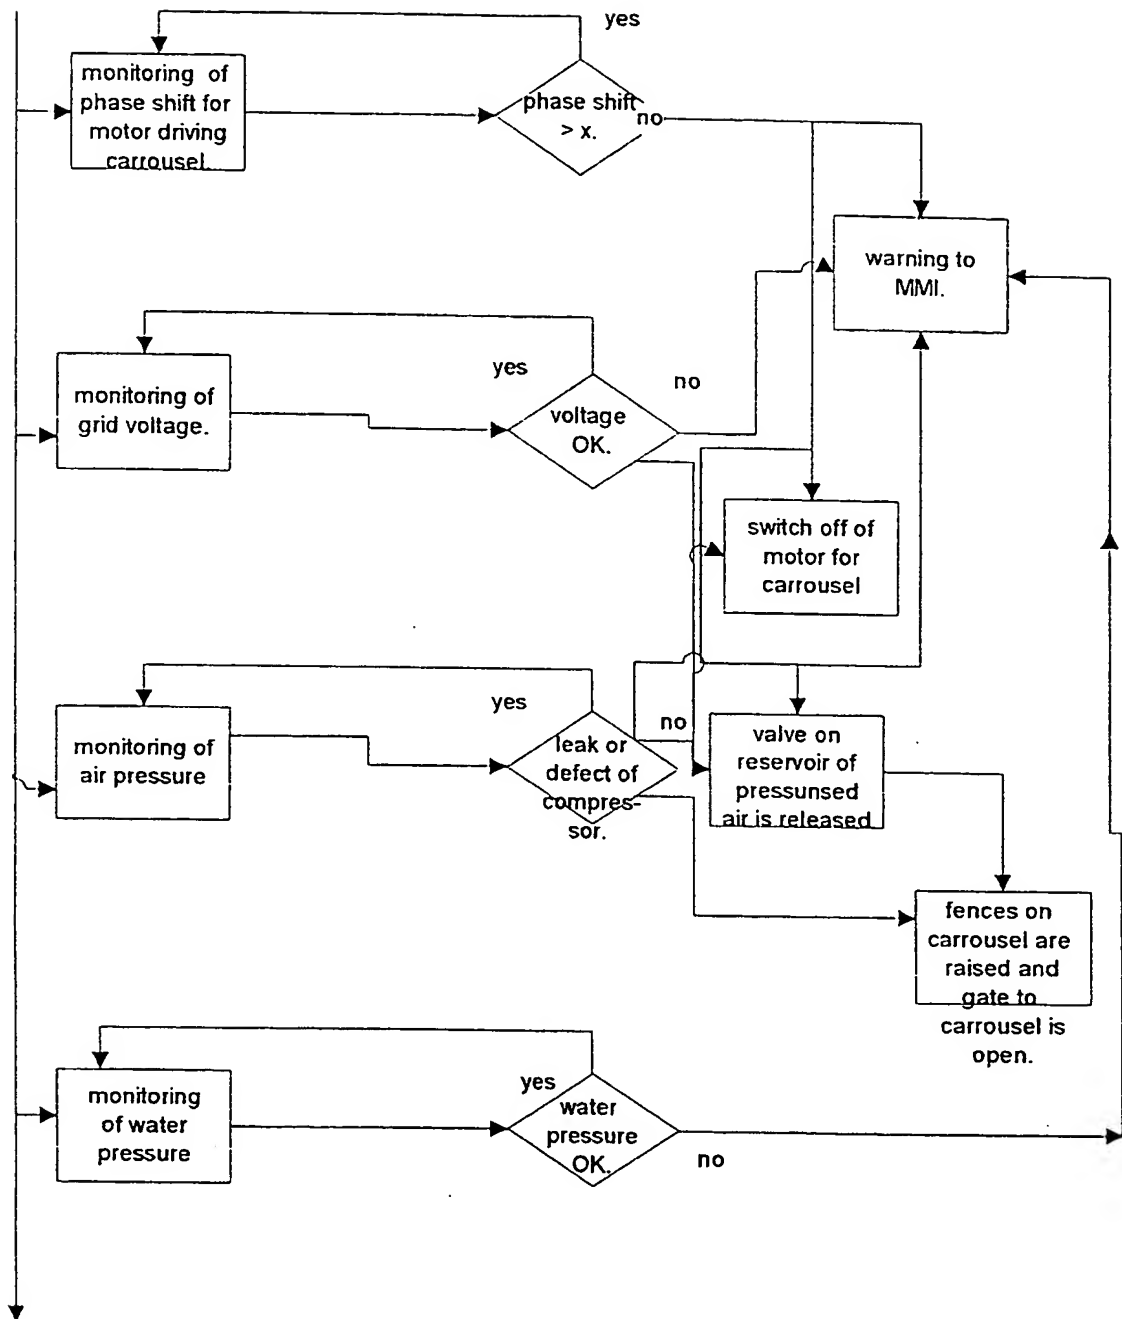 yes
monitoring of
phase shift for
motor driving
carrousel.
phase shift
> x.
no
warning to
MMI.
monitoring of
grid voltage.
yes
voltage
OK.
no
switch off of
motor for
carrousel
monitoring of
air pressure
yes
leak or
defect of
compres-
sor.
no
valve on
reservoir of
pressunsed
air is released
fences on
carrousel are
raised and
gate to
carrousel is
open.
monitoring
of water
pressure
yes
water
pressure
OK.
no